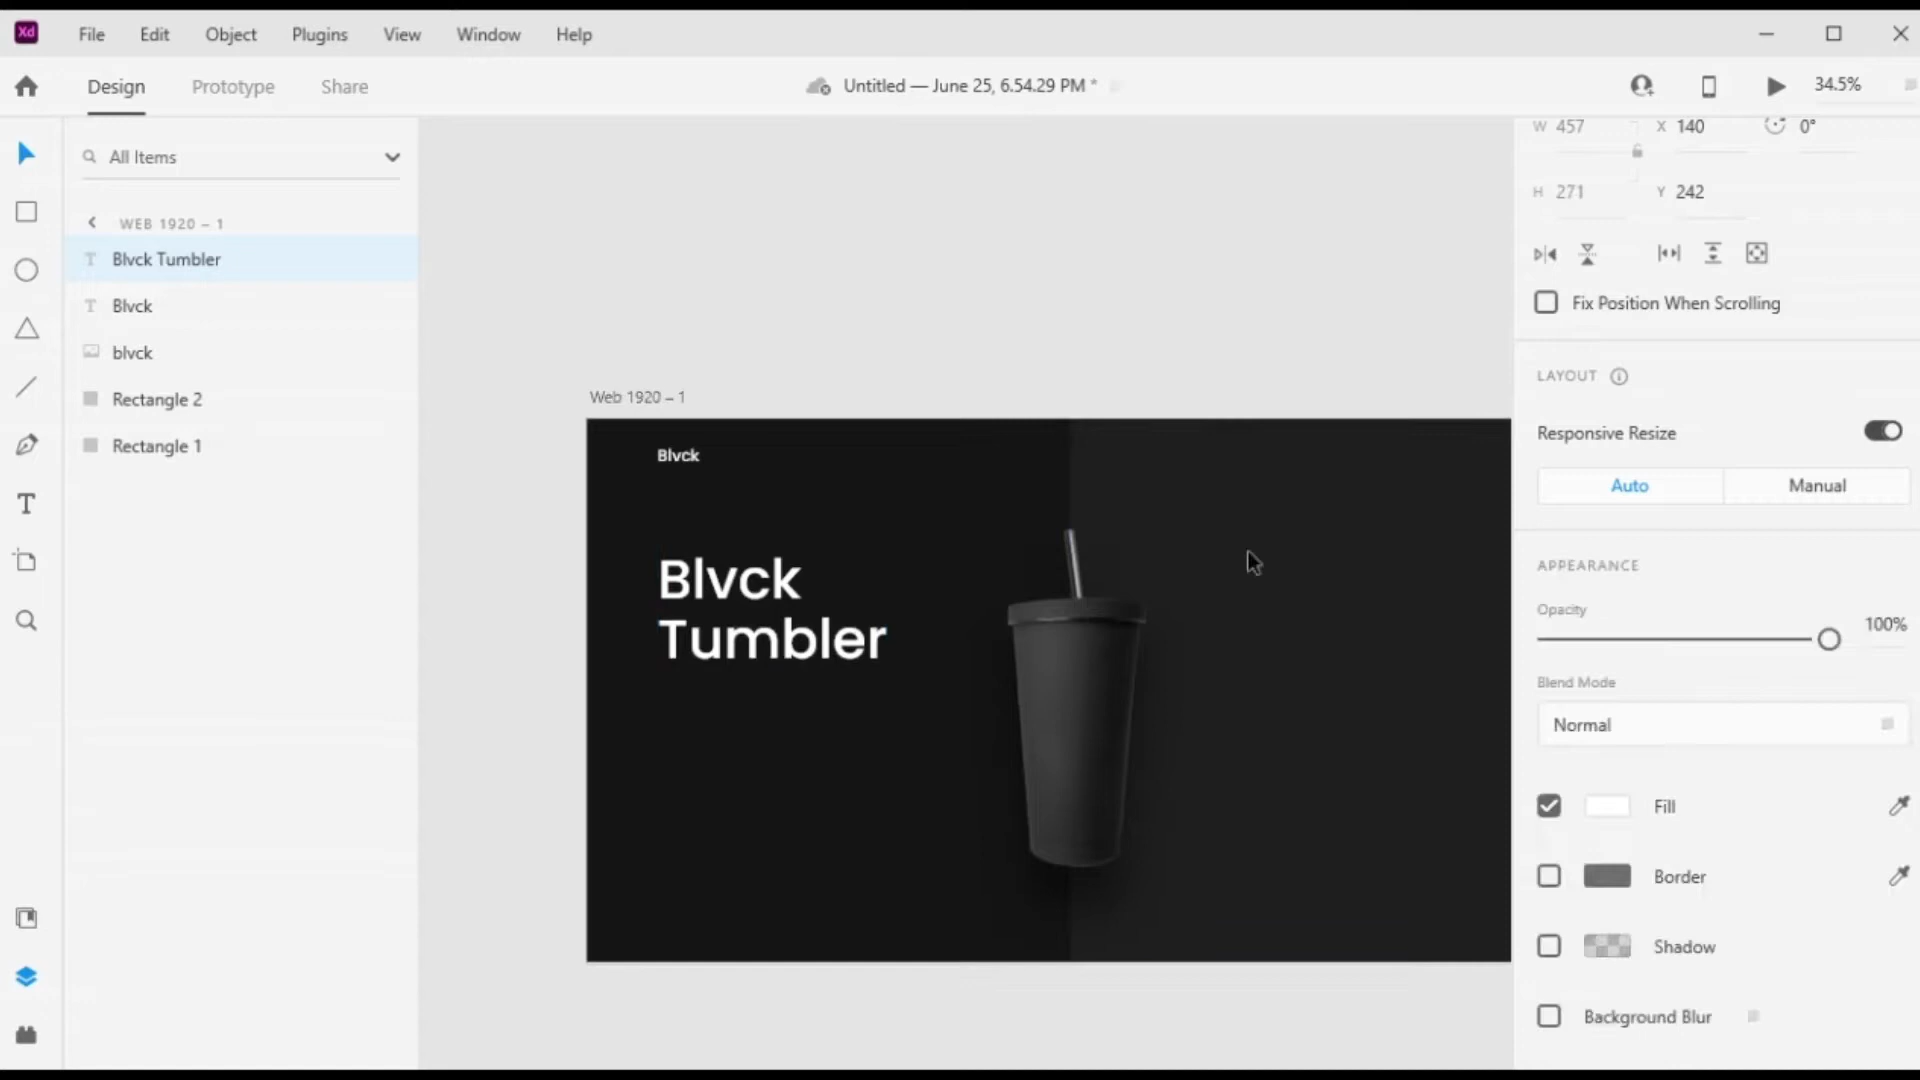 Xd File Edit Object Plugins View Window Help
Design Prototype Share Untitled — June 25, 6.54.29 PM * 34.5%
All Items
WEB 1920 – 1
T Blvck Tumbler
T Blvck
blvck
Rectangle 2
Rectangle 1
T
Web 1920 – 1
Blvck
Blvck
Tumbler
W 457 X 140 0°
H 271 Y 242
Fix Position When Scrolling
LAYOUT
Responsive Resize
Auto Manual
APPEARANCE
Opacity
100%
Blend Mode
Normal
Fill
Border
Shadow
Background Blur